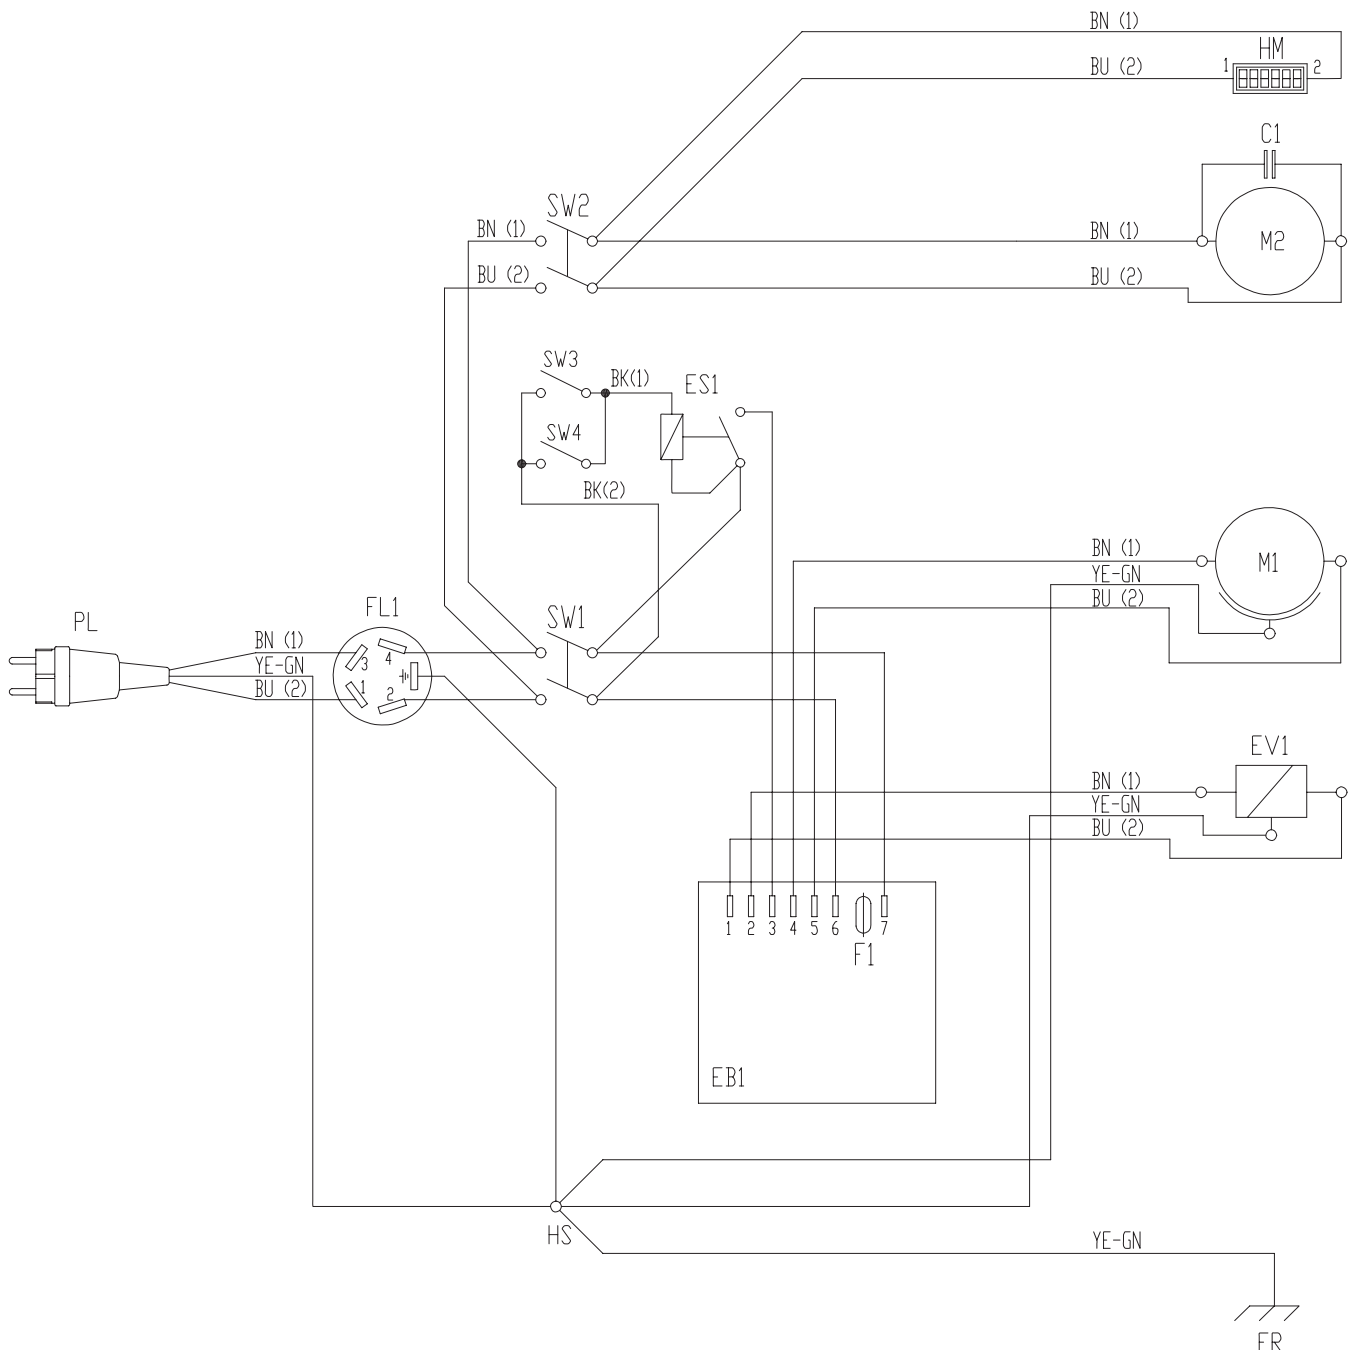 BN (1)
HM
1
2
BU (2)
C1
SW2
BN (1)
BN (1)
M2
BU (2)
BU (2)
SW3
BK(1)
ES1
SW4
BK(2)
BN (1)
M1
YE-GN
BU (2)
PL
FL1
SW1
BN (1)
3
4
YE-GN
BU (2)
1
2
EV1
BN (1)
YE-GN
BU (2)
1 2 3 4 5 6 7
F1
EB1
HS
YE-GN
FR